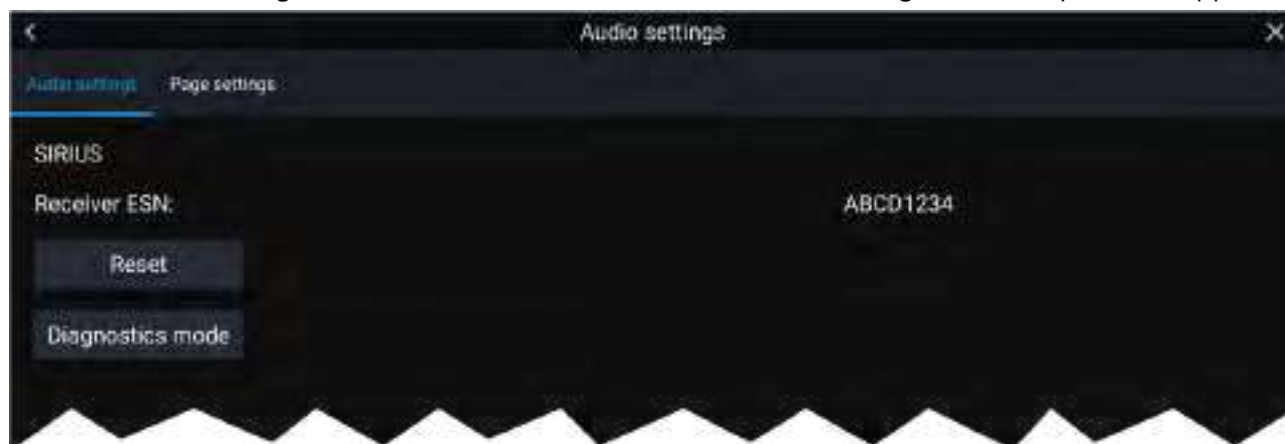 Audio settings
Audio settings Page settings
SIRIUS
Receiver ESN: ABCD1234
Reset
Diagnostics mode